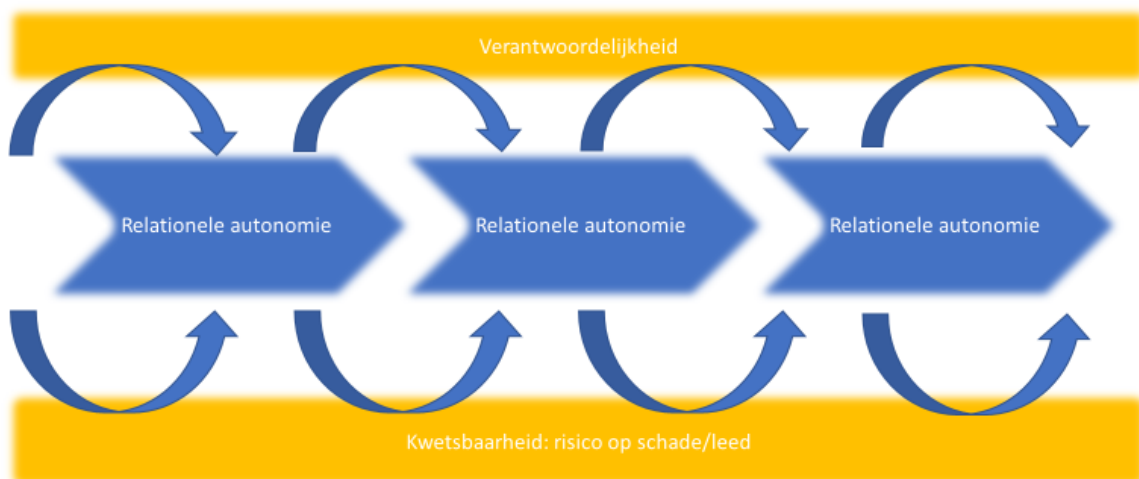 Verantwoordelijkheid
Relationele autonomie
Relationele autonomie
Relationele autonomie
Kwetsbaarheid: risico op schade/leed